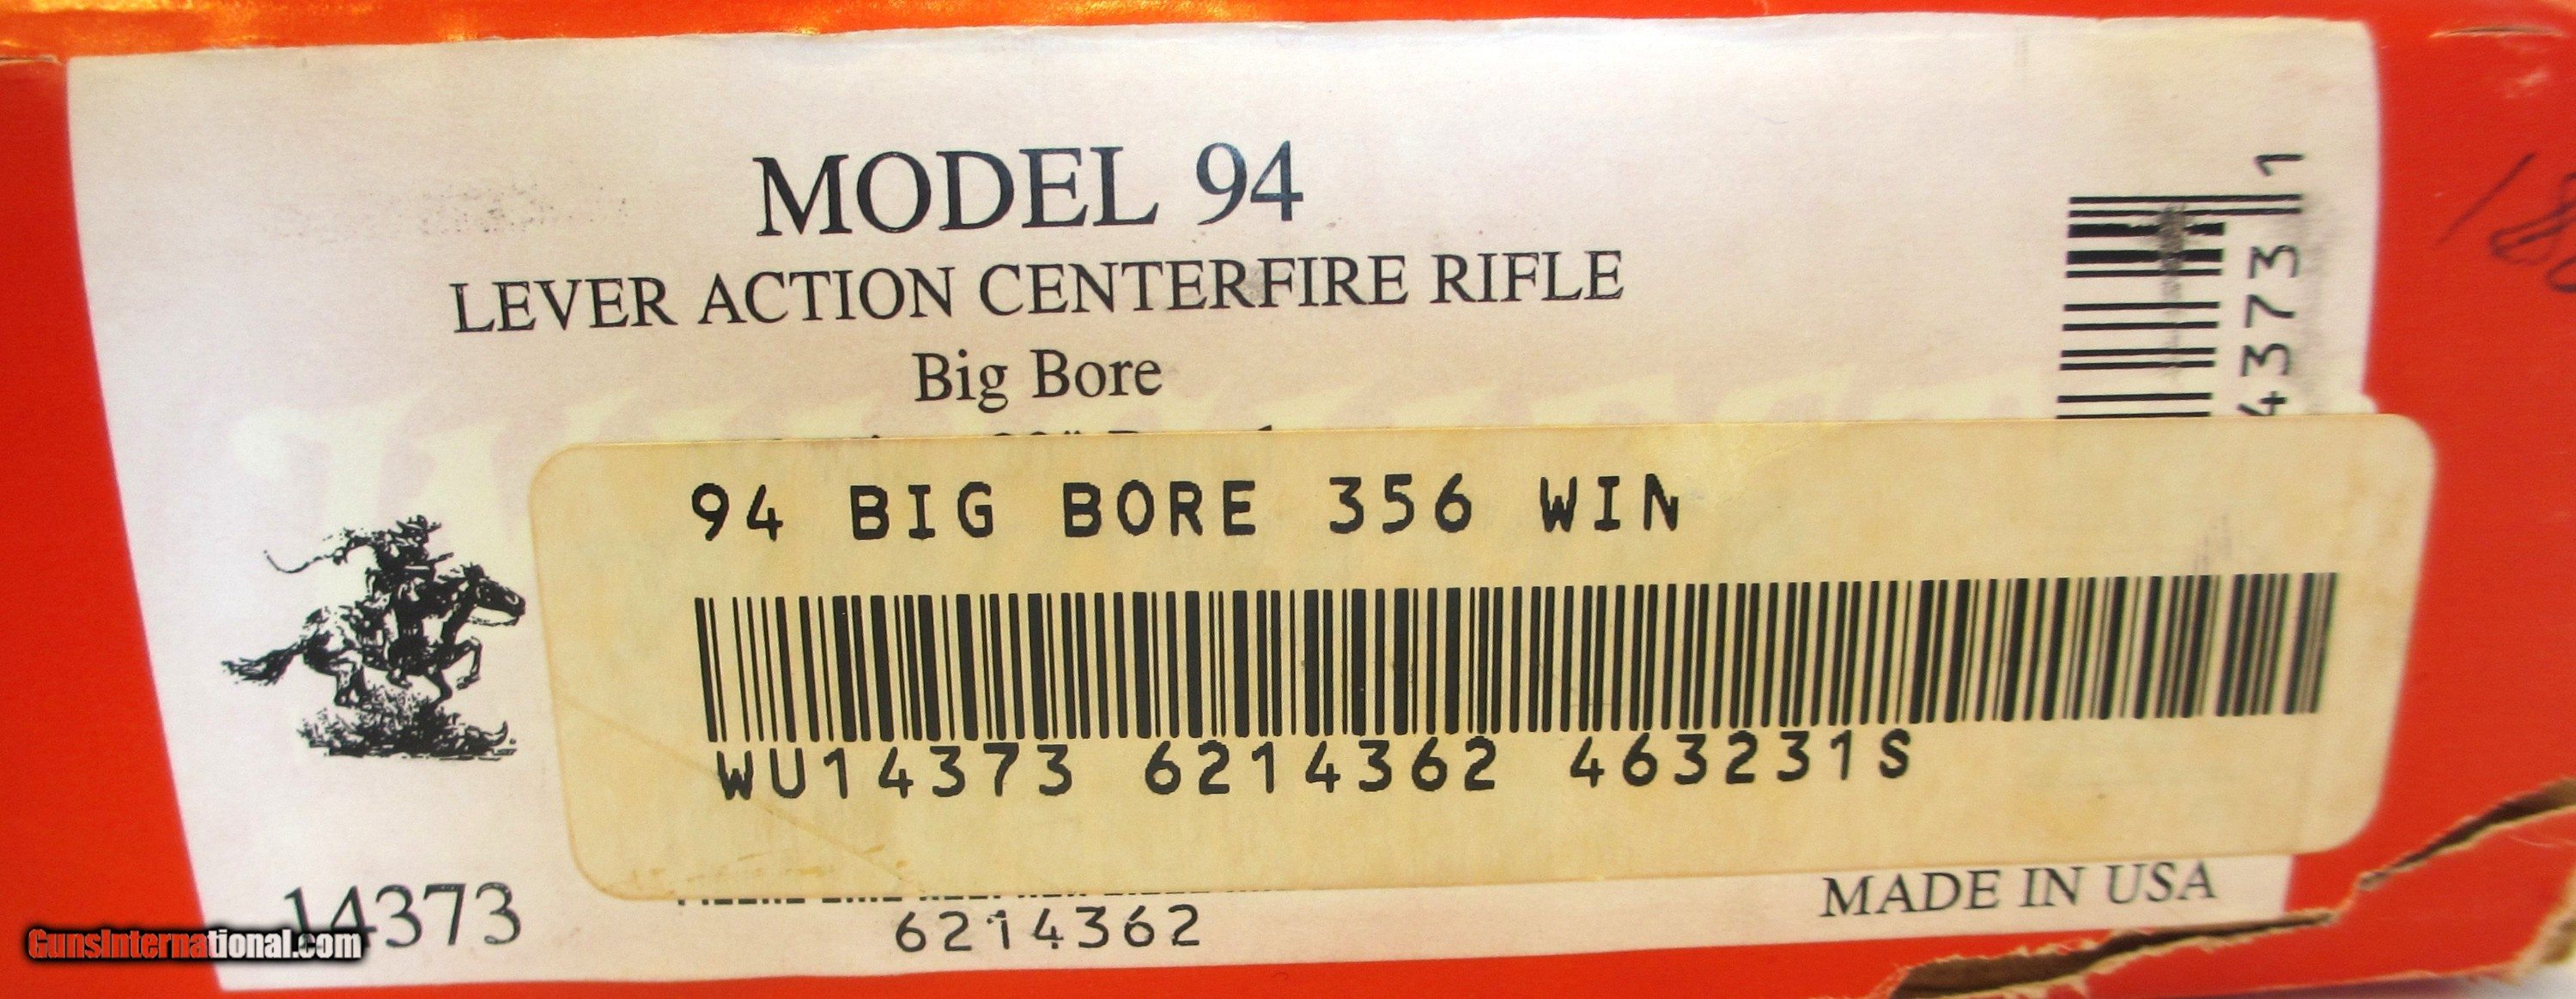 MODEL 94
LEVER ACTION CENTERFIRE RIFLE
Big Bore
94 BIG BORE 356 WIN
WU14373 6214362 463231S
14373
6214362
MADE IN USA
43731
GunsInternational.com